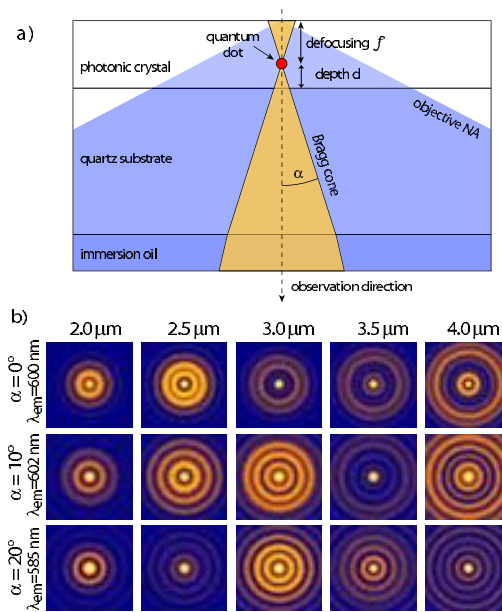 a)
quantum
dot
defocusing f'
photonic crystal
depth d
objective NA
quartz substrate
Bragg cone
α
immersion oil
observation direction
b)
2.0 μm 2.5 μm 3.0 μm 3.5 μm 4.0 μm
α = 0°
λem=600 nm
α = 10°
λem=602 nm
α = 20°
λem=585 nm